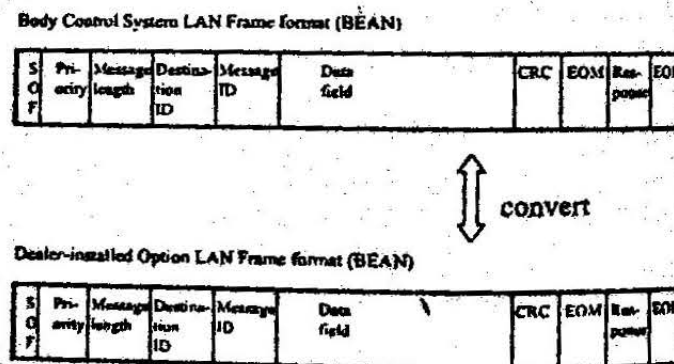 Body Control System LAN Frame format (BEAN)
S O F
Pri-
ority
Message
length
Destina-
tion
ID
Message
ID
Data
field
CRC
EOM
Res-
ponse
convert
Dealer-installed Option LAN Frame format (BEAN)
S O F
Pri-
ority
Message
length
Destina-
tion
ID
Message
ID
Data
field
CRC
EOM
Res-
ponse